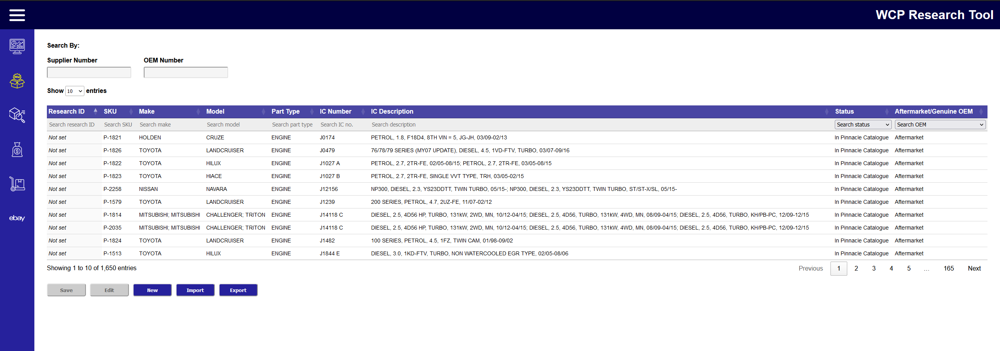 WCP Research Tool
NEW
Search By:
Supplier Number OEM Number
Show 10 entries
Research ID SKU Make Model Part Type IC Number IC Description Status Aftermarket/Genuine OEM
Search research ID Search SKU Search make Search model Search part type Search IC no. Search description Search status Search OEM
Not set P-1821 HOLDEN CRUZE ENGINE J0174 PETROL, 1.8, F18D4, 8TH VIN = 5, JG-JH, 03/09-02/13 In Pinnacle Catalogue Aftermarket
Not set P-1826 TOYOTA LANDCRUISER ENGINE J0479 76/78/79 SERIES (MY07 UPDATE), DIESEL, 4.5, 1VD-FTV, TURBO, 03/07-09/16 In Pinnacle Catalogue Aftermarket
Not set P-1822 TOYOTA HILUX ENGINE J1027 A PETROL, 2.7, 2TR-FE, 02/05-08/15; PETROL, 2.7, 2TR-FE, 03/05-08/15 In Pinnacle Catalogue Aftermarket
Not set P-1823 TOYOTA HIACE ENGINE J1027 B PETROL, 2.7, 2TR-FE, SINGLE VVT TYPE, TRH, 03/05-02/15 In Pinnacle Catalogue Aftermarket
Not set P-2258 NISSAN NAVARA ENGINE J12156 NP300, DIESEL, 2.3, YS23DDTT, TWIN TURBO, 05/15-; NP300, DIESEL, 2.3, YS23DDTT, TWIN TURBO, ST/ST-X/SL, 05/15- In Pinnacle Catalogue Aftermarket
Not set P-1579 TOYOTA LANDCRUISER ENGINE J1239 200 SERIES, PETROL, 4.7, 2UZ-FE, 11/07-02/12 In Pinnacle Catalogue Aftermarket
Not set P-1814 MITSUBISHI; MITSUBISHI CHALLENGER; TRITON ENGINE J14118 C DIESEL, 2.5, 4D56 HP, TURBO, 131kW, 2WD, MN, 10/12-04/15; DIESEL, 2.5, 4D56, TURBO, 131kW, 4WD, MN, 08/09-04/15; DIESEL, 2.5, 4D56, TURBO, KH/PB-PC, 12/09-12/15 In Pinnacle Catalogue Aftermarket
Not set P-2035 MITSUBISHI; MITSUBISHI CHALLENGER; TRITON ENGINE J14118 C DIESEL, 2.5, 4D56 HP, TURBO, 131kW, 2WD, MN, 10/12-04/15; DIESEL, 2.5, 4D56, TURBO, 131kW, 4WD, MN, 08/09-04/15; DIESEL, 2.5, 4D56, TURBO, KH/PB-PC, 12/09-12/15 In Pinnacle Catalogue Aftermarket
Not set P-1824 TOYOTA LANDCRUISER ENGINE J1482 100 SERIES, PETROL, 4.5, 1FZ, TWIN CAM, 01/98-09/02 In Pinnacle Catalogue Aftermarket
Not set P-1513 TOYOTA HILUX ENGINE J1844 E DIESEL, 3.0, 1KD-FTV, TURBO, NON WATERCOOLED EGR TYPE, 02/05-08/06 In Pinnacle Catalogue Aftermarket
Showing 1 to 10 of 1,650 entries Previous 1 2 3 4 5 … 165 Next
Save Edit New Import Export
ebay